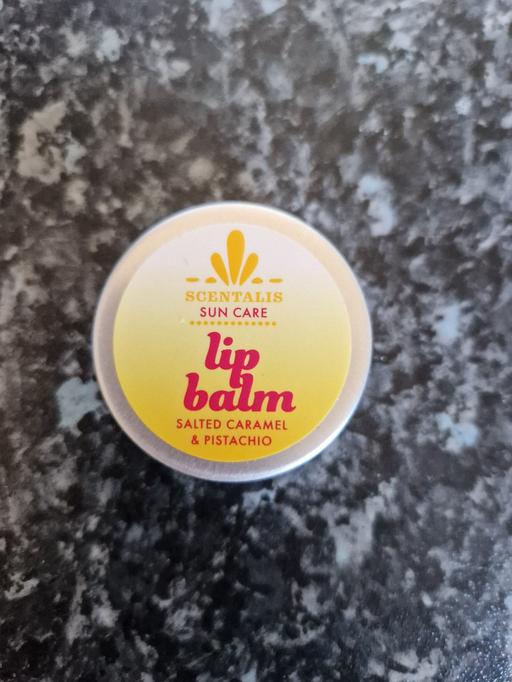 SCENTALIS
SUN CARE
lip
balm
SALTED CARAMEL
& PISTACHIO